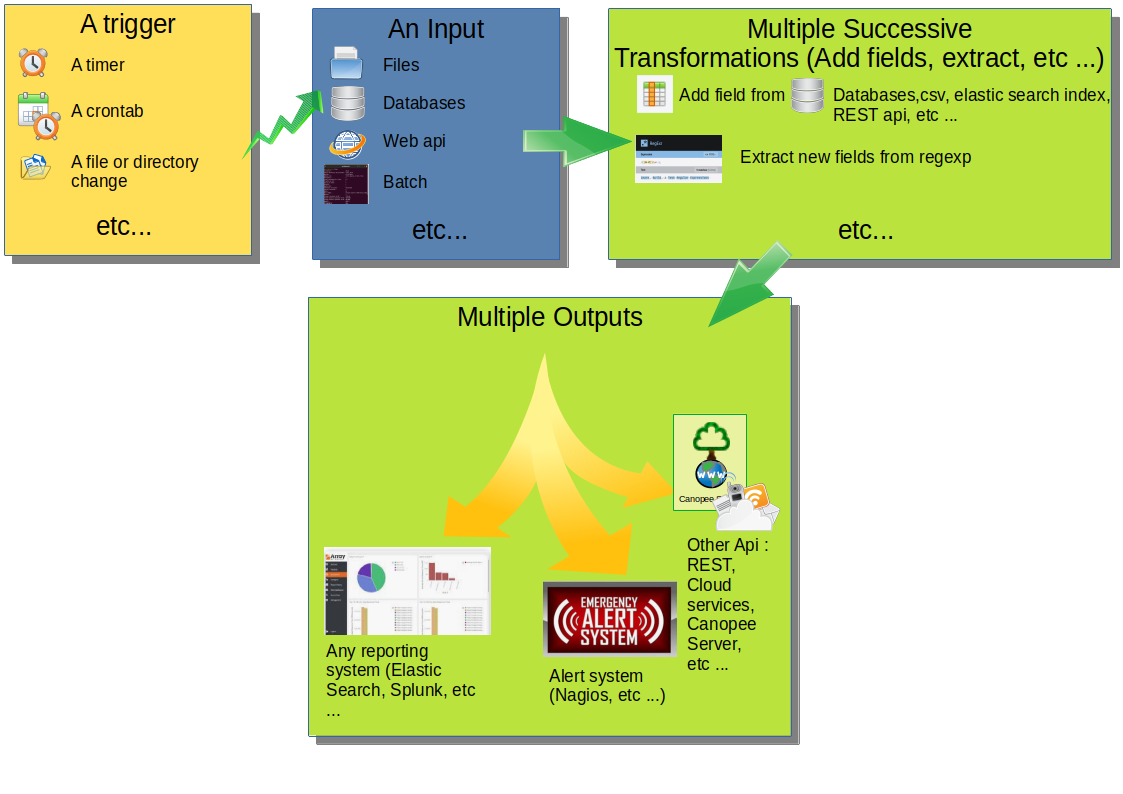 A trigger
A timer
A crontab
A file or directory
change
etc...
An Input
Files
Databases
Web api
Batch
etc...
Multiple Successive
Transformations (Add fields, extract, etc ...)
Add field from
Databases,csv, elastic search index,
REST api, etc ...
Extract new fields from regexp
etc...
Multiple Outputs
Array
Any reporting
system (Elastic
Search, Splunk, etc
...
EMERGENCY
ALERT
SYSTEM
Alert system
(Nagios, etc ...)
WWW
Canopee
Other Api :
REST,
Cloud
services,
Canopee
Server,
etc ...